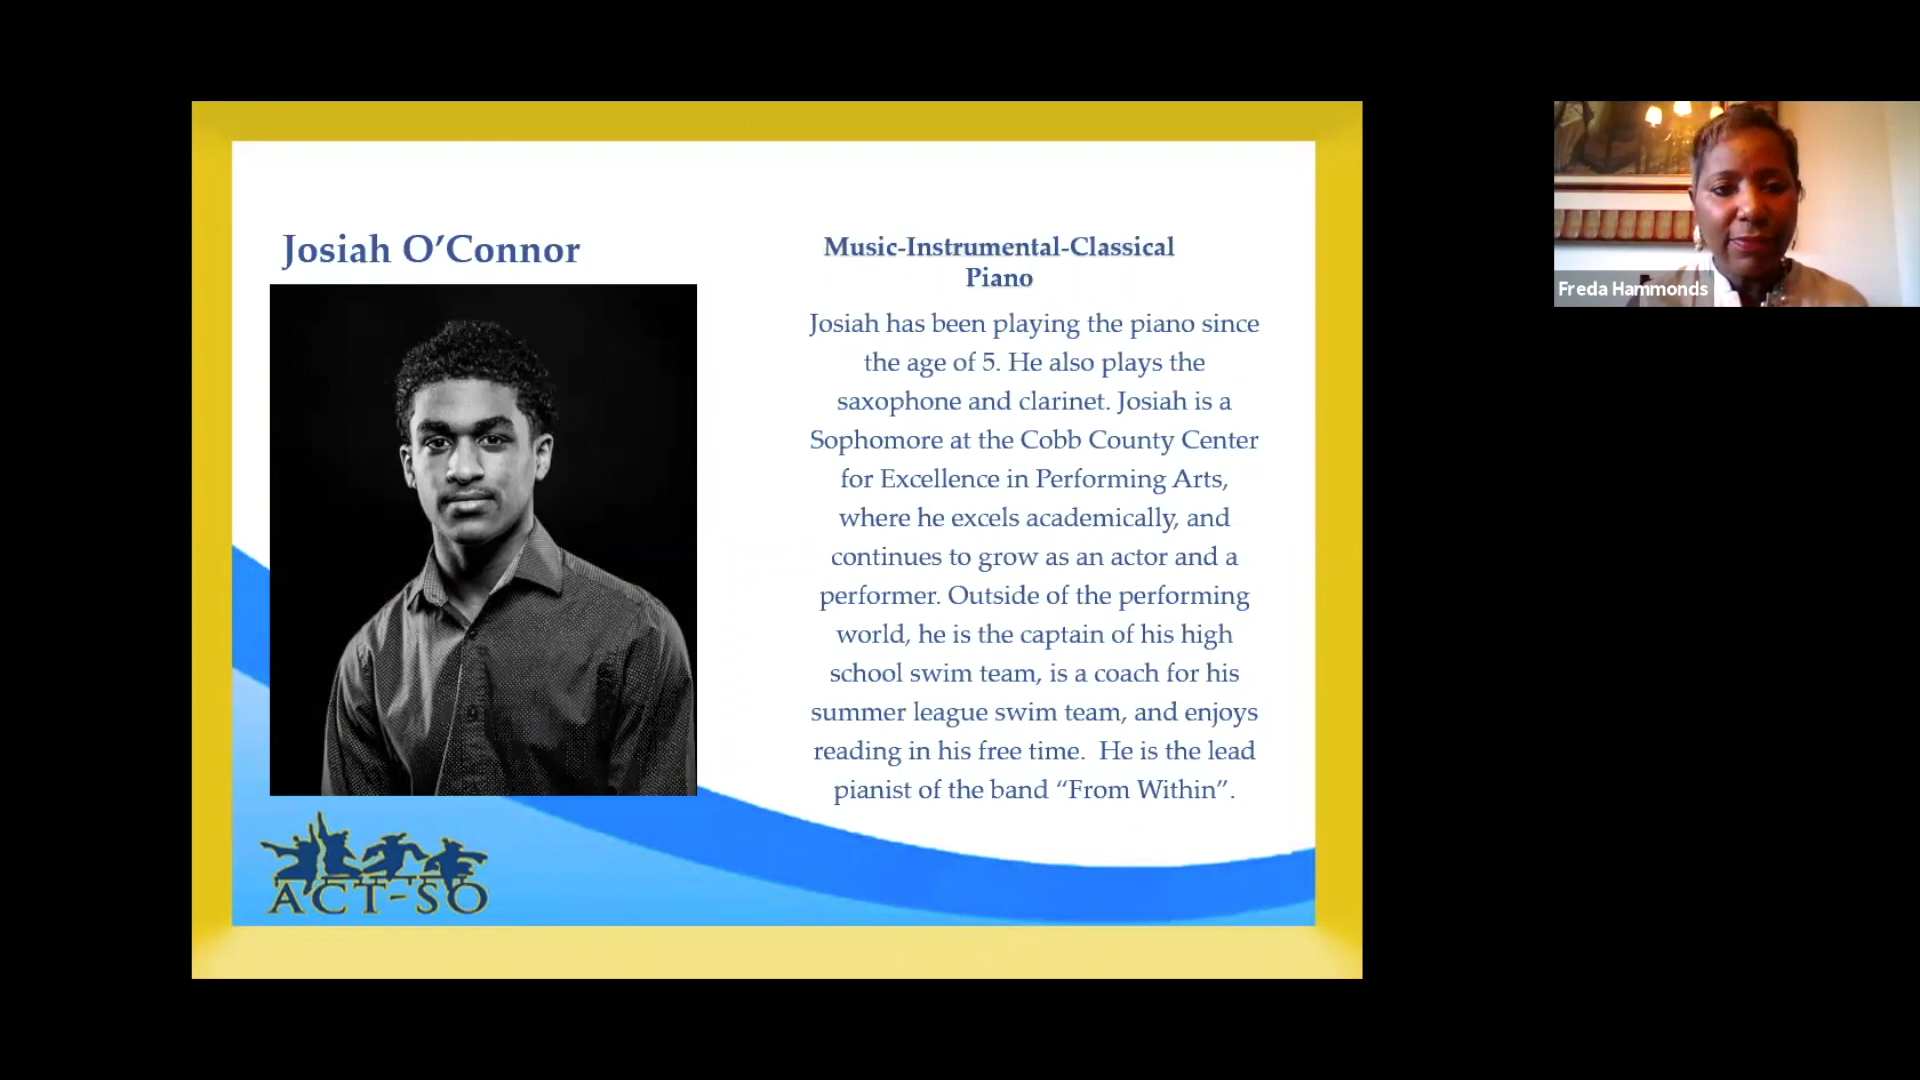 Josiah O’Connor
Music-Instrumental-Classical
Piano
Josiah has been playing the piano since
the age of 5. He also plays the
saxophone and clarinet. Josiah is a
Sophomore at the Cobb County Center
for Excellence in Performing Arts,
where he excels academically, and
continues to grow as an actor and a
performer. Outside of the performing
world, he is the captain of his high
school swim team, is a coach for his
summer league swim team, and enjoys
reading in his free time.  He is the lead
pianist of the band “From Within”.
ACT-SO
Freda Hammonds